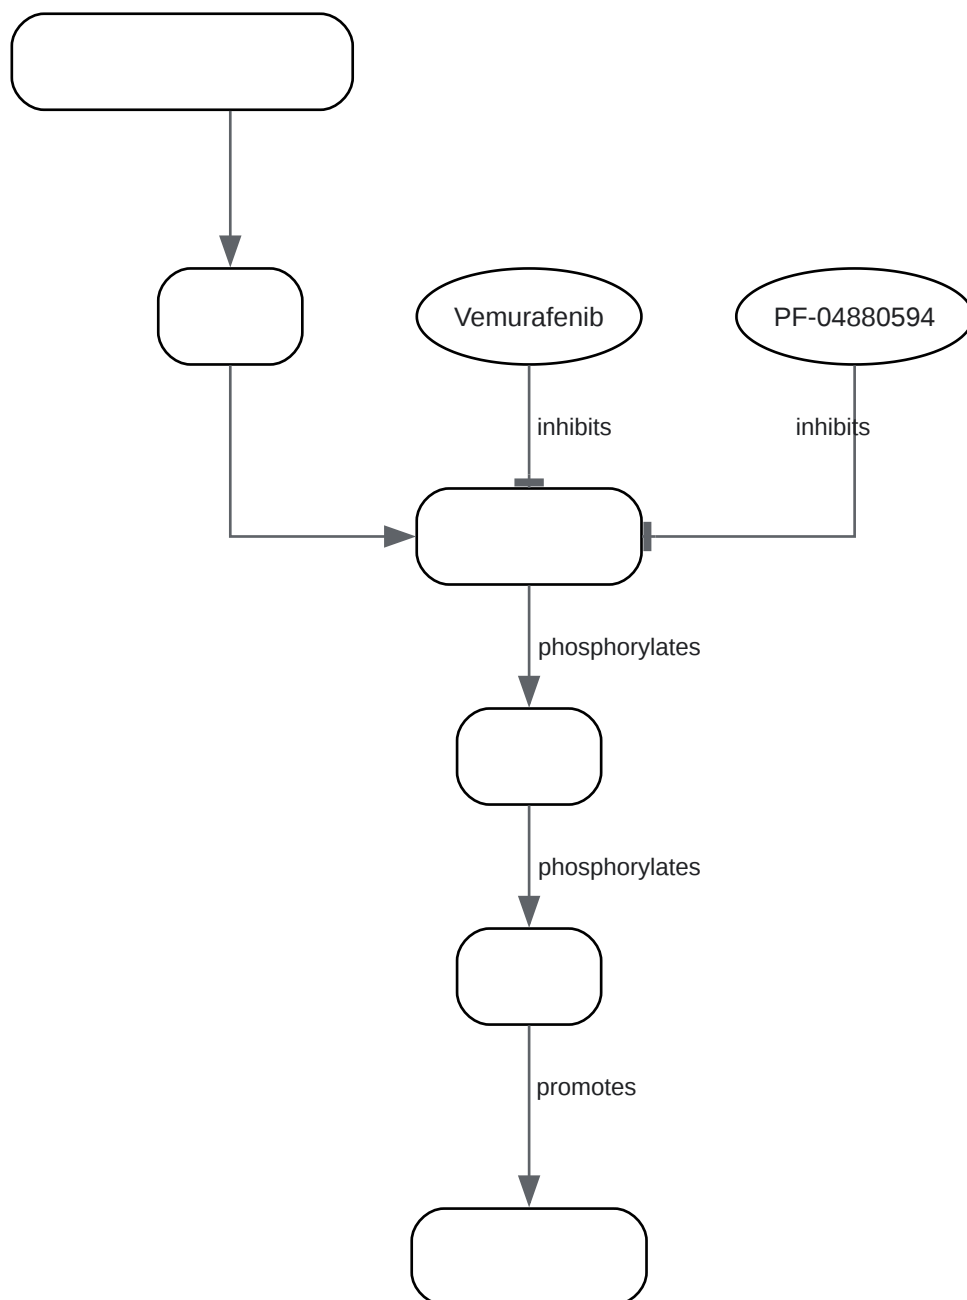 Vemurafenib
PF-04880594
inhibits
inhibits
phosphorylates
phosphorylates
promotes